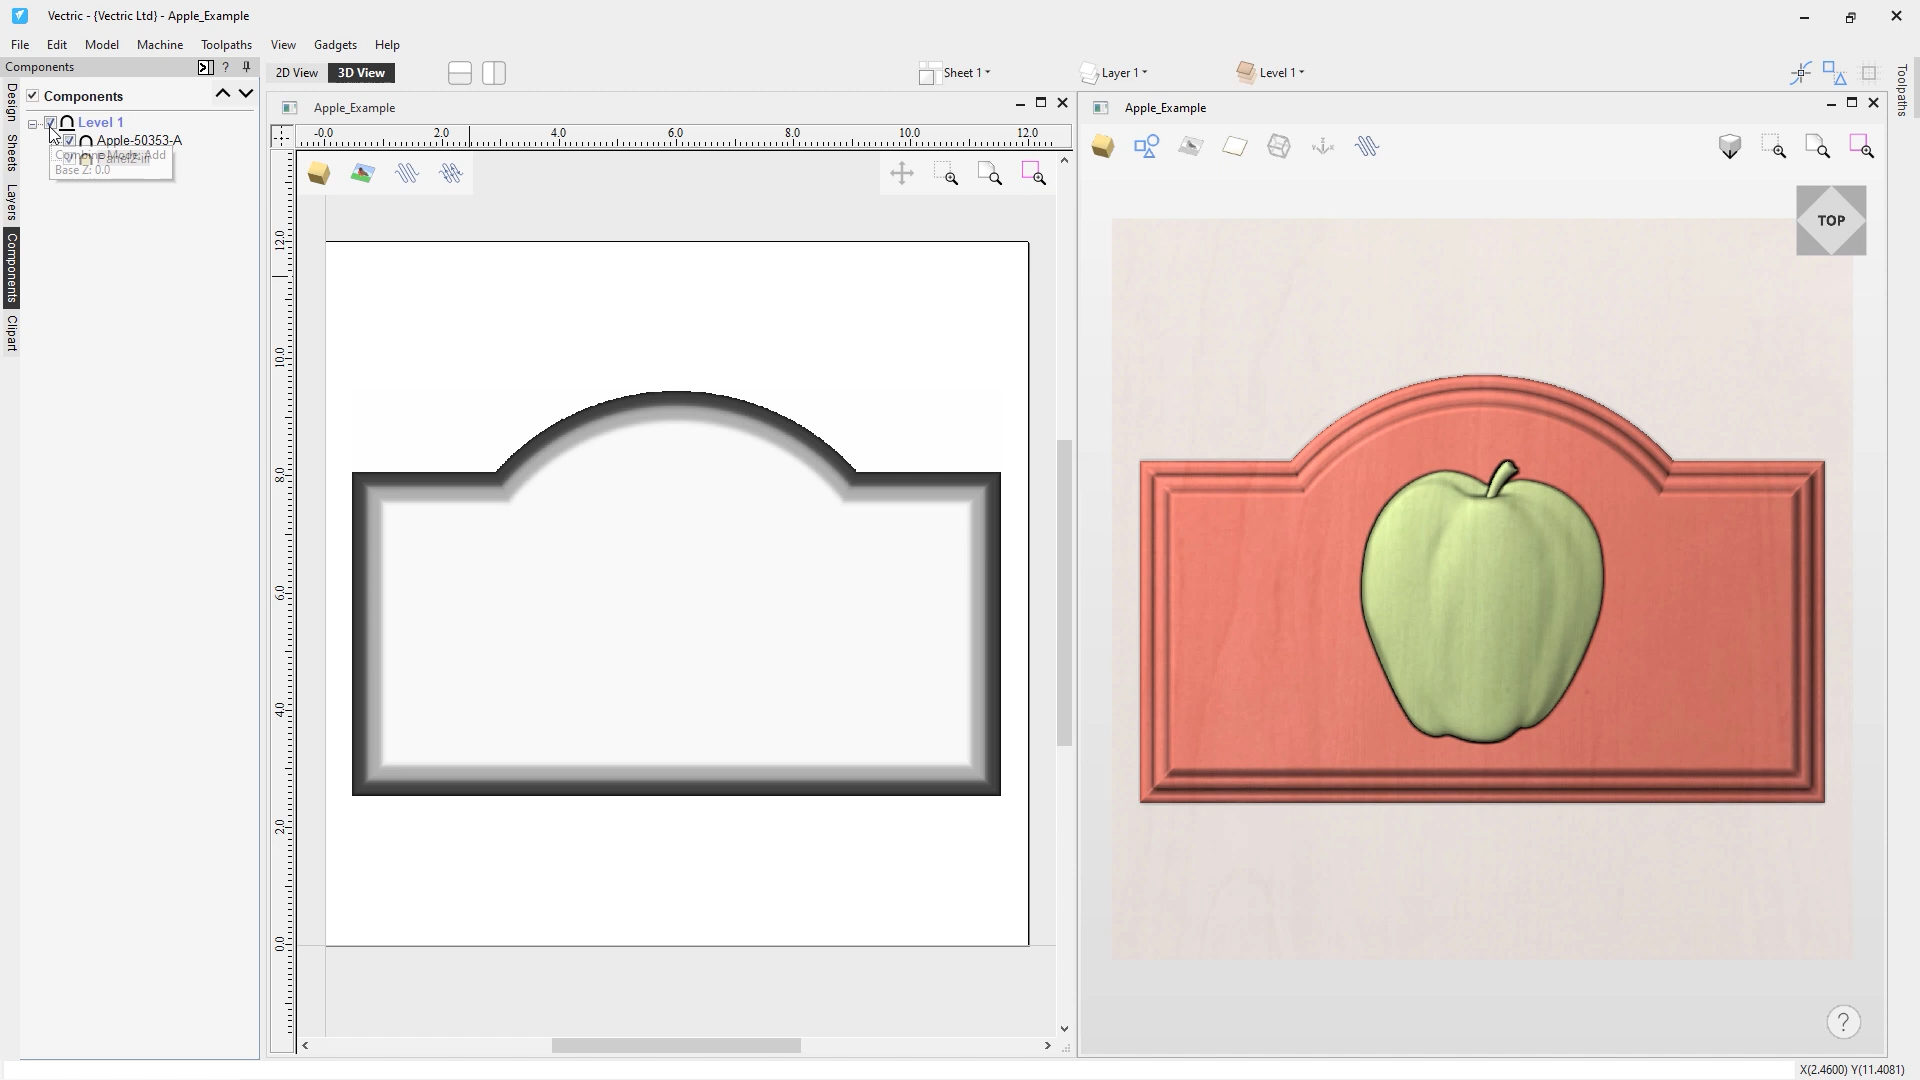 Vectric - {Vectric Ltd} - Apple_Example
File Edit Model Machine Toolpaths View Gadgets Help
Components ?
2D View 3D View Sheet 1 Layer 1 Level 1
Components
Level 1
Apple-50353-A
Combine Mode: Add
Base Z: 0.0
Design
Sheets
Layers
Components
Clipart
Apple_Example
-0.0 2.0 4.0 6.0 8.0 10.0 12.0
12.0
10.0
8.0
6.0
4.0
2.0
0.0
Apple_Example
TOP
?
Toolpaths
X(2.4600) Y(11.4081)